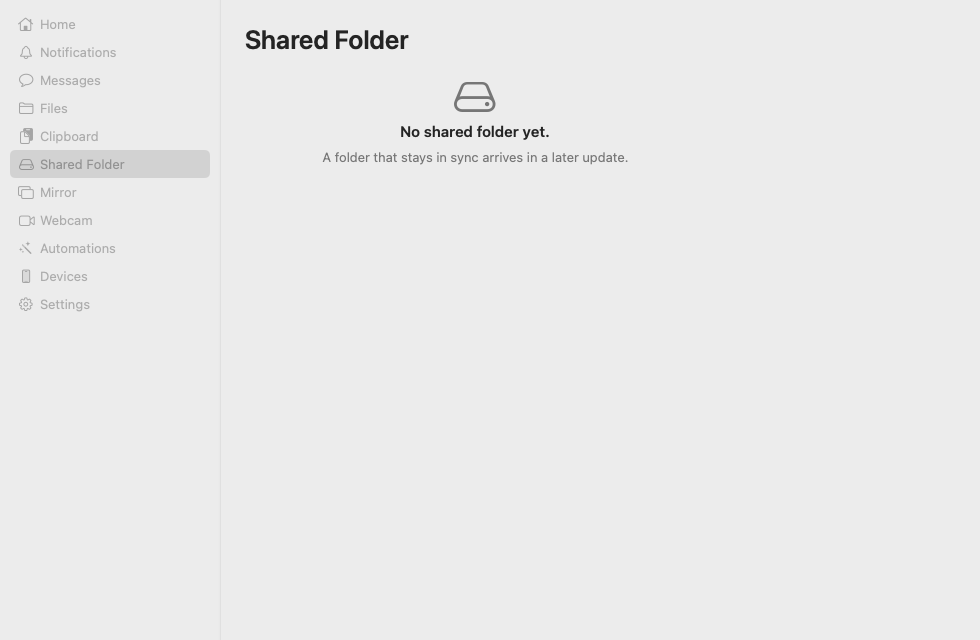 Home
Notifications
Messages
Files
Clipboard
Shared Folder
Mirror
Webcam
Automations
Devices
Settings
Shared Folder
No shared folder yet.
A folder that stays in sync arrives in a later update.